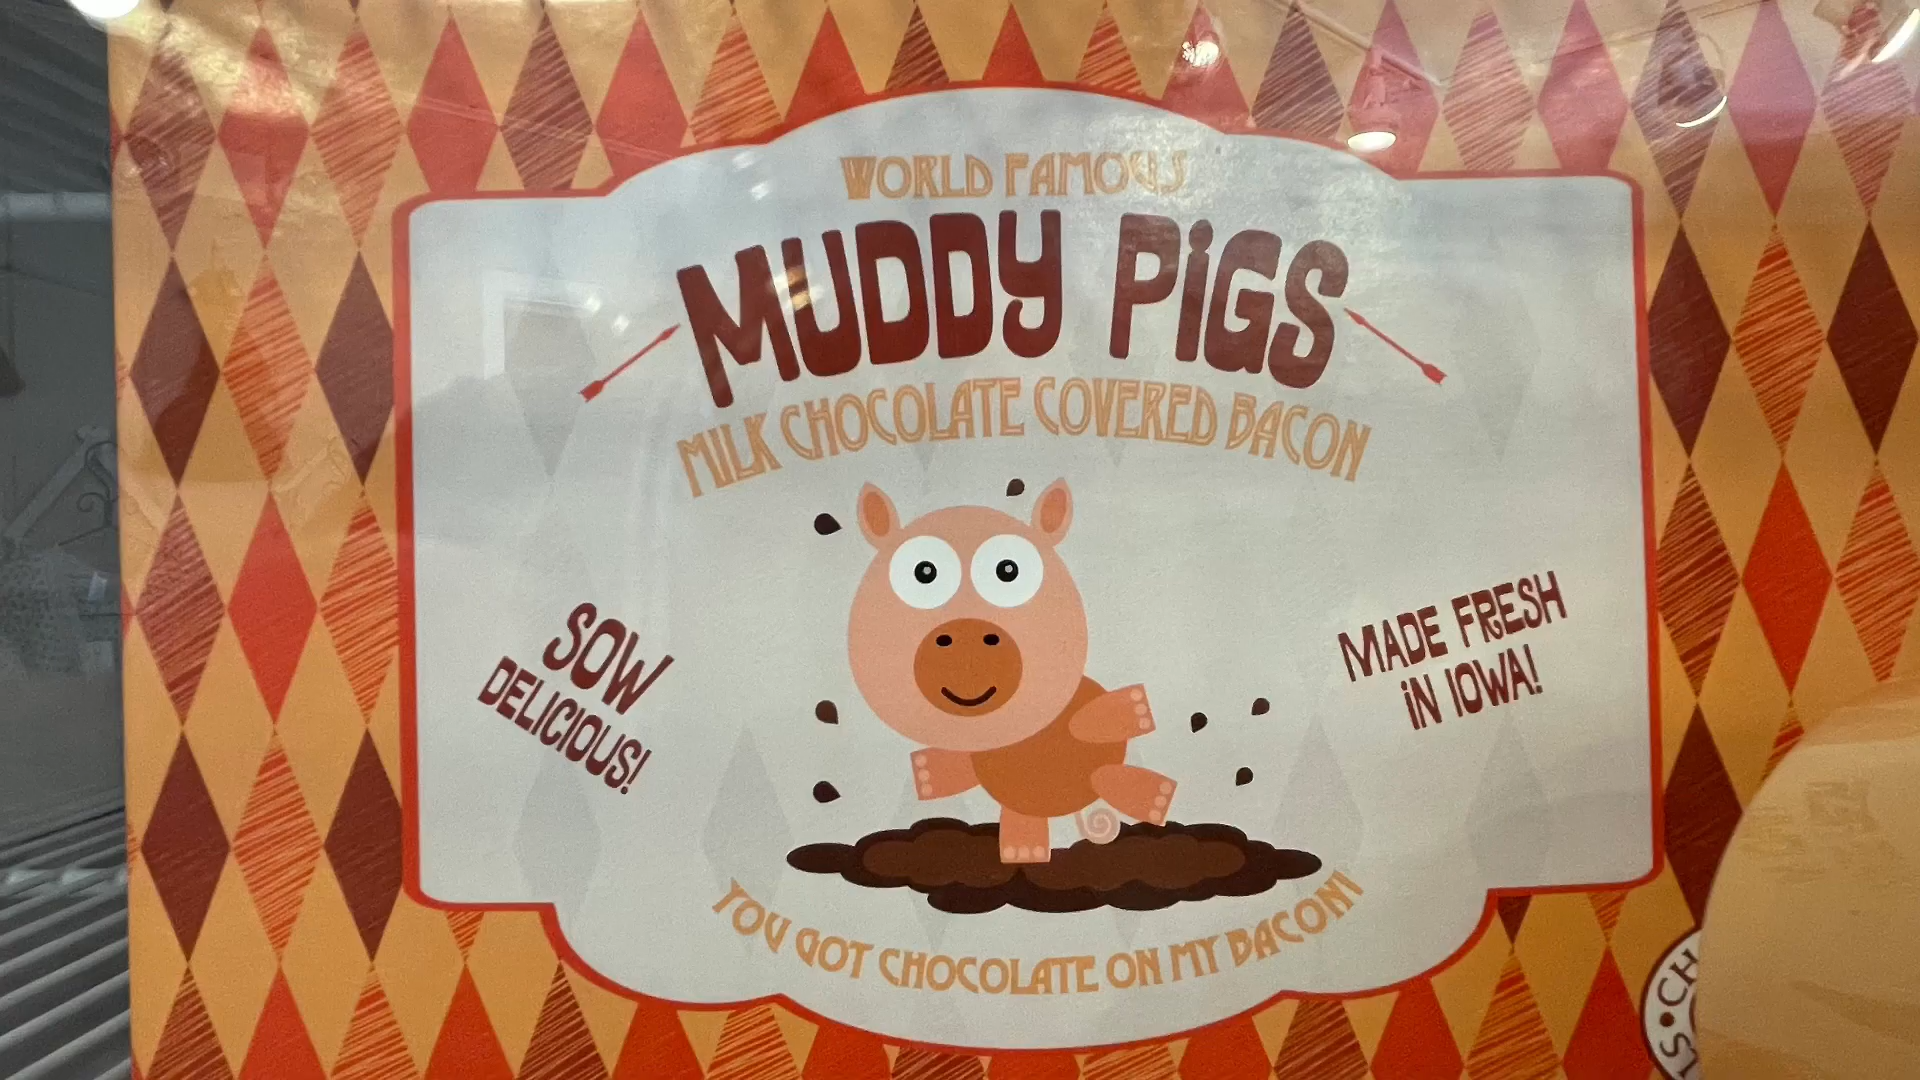 WORLD FAMOUS
MUDDY PiGS
MILK CHOCOLATE COVERED BACON
SOW
DELICIOUS!
MADE FRESH
iN IOWA!
YOU GOT CHOCOLATE ON MY BACON!